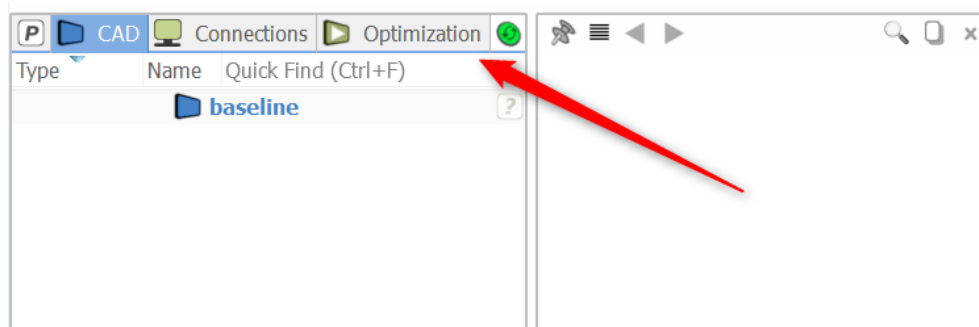 P CAD Connections Optimization
Type Name Quick Find (Ctrl+F)
baseline ?